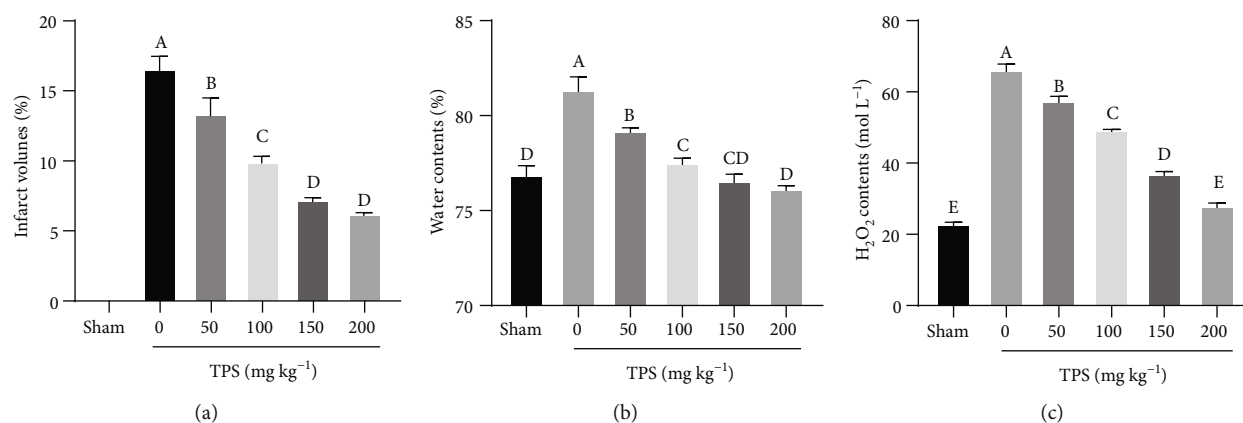 Infarct volunes (%)
20
15
10
5
0
A
B
C
D
D
Sham
0
50
100
150
200
TPS (mg kg⁻¹)
(a)
Water contents (%)
85
80
75
70
D
A
B
C
CD
D
Sham
0
50
100
150
200
TPS (mg kg⁻¹)
(b)
H₂O₂ contents (mol L⁻¹)
80
60
40
20
0
E
A
B
C
D
E
Sham
0
50
100
150
200
TPS (mg kg⁻¹)
(c)